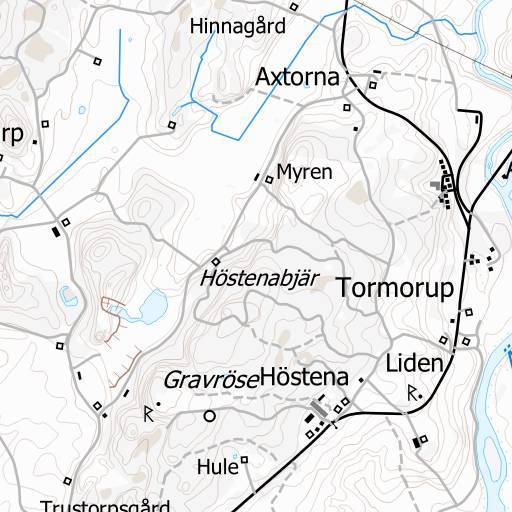 Hinnagård
Axtorna
rp
Myren
Höstenabjär
Tormorup
Liden
Gravröse
Höstena
R
R
Hule
Trustorpsgård